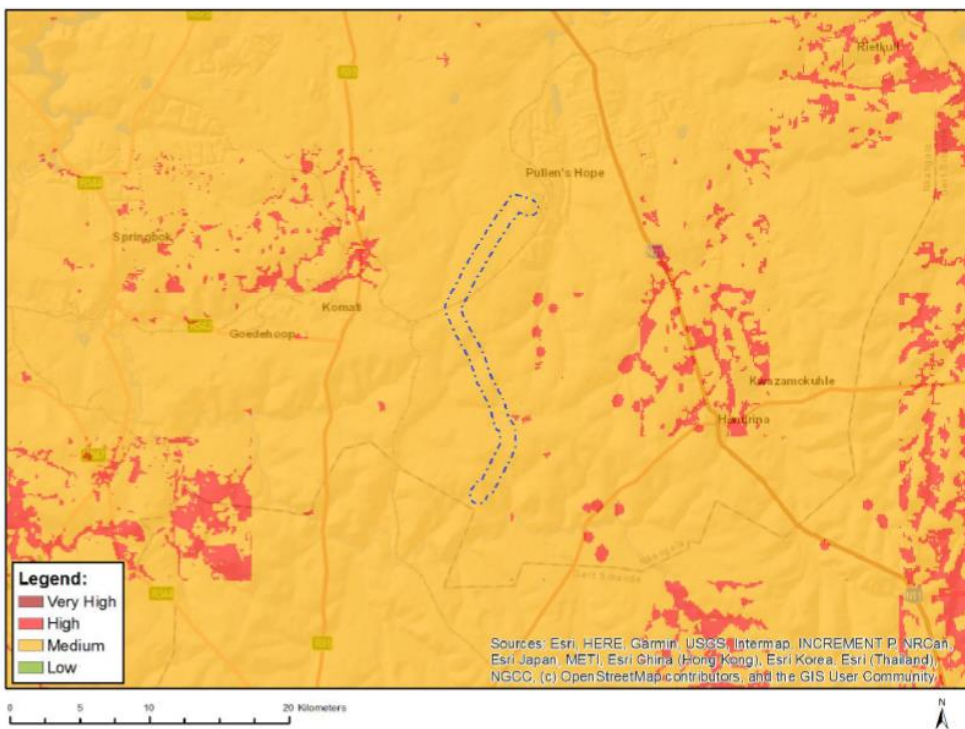 Rietkuil
Pullen's Hope
Springbok
Komati
Goedehoop
Kwazamokuhle
Hendrina
Legend:
Very High
High
Medium
Low
Sources: Esri, HERE, Garmin, USGS, Intermap, INCREMENT P, NRCan,
Esri Japan, METI, Esri China (Hong Kong), Esri Korea, Esri (Thailand),
NGCC, (c) OpenStreetMap contributors, and the GIS User Community
0 5 10 20 Kilometers
N